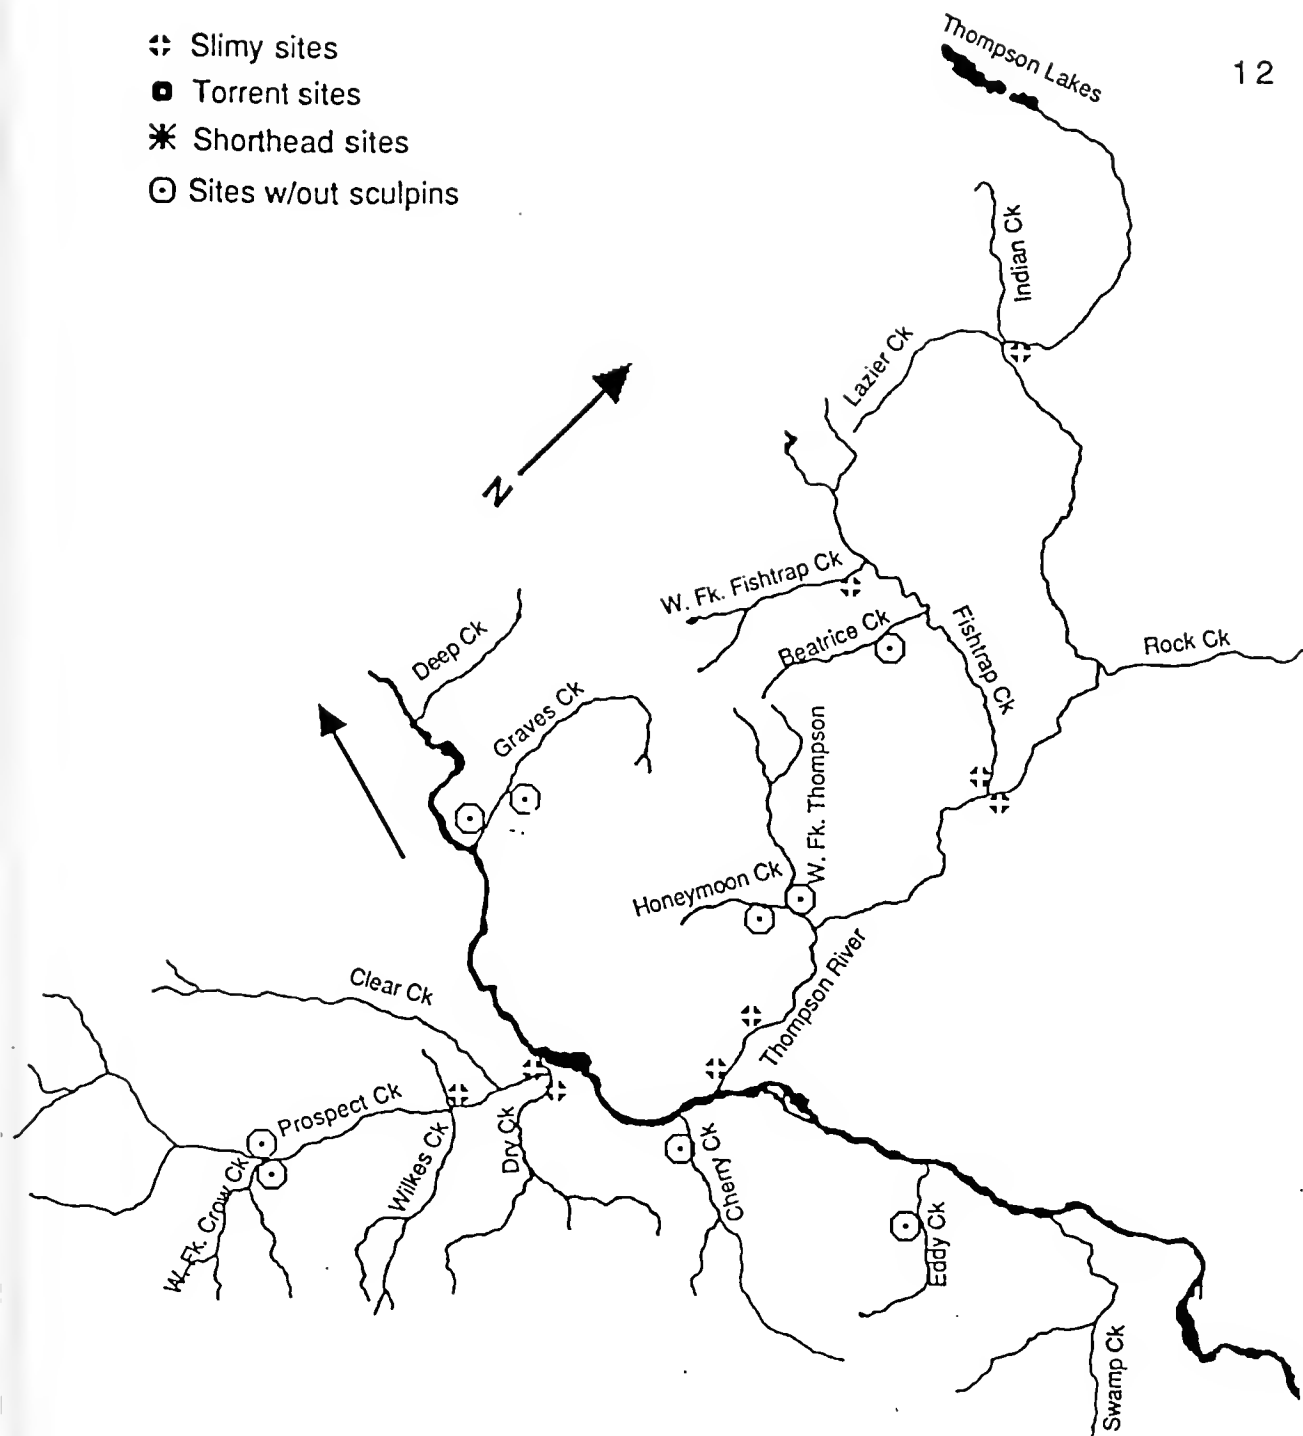 Slimy sites
Torrent sites
Shorthead sites
Sites w/out sculpins
12
Thompson Lakes
Indian Ck
Lazier Ck
N
W. Fk. Fishtrap Ck
Beatrice Ck
Fishtrap Ck
Rock Ck
Deep Ck
Graves Ck
W. Fk. Thompson
Honeymoon Ck
Thompson River
Clear Ck
Prospect Ck
Wilkes Ck
Dry Ck
W. Fk. Crow Ck
Cherry Ck
Eddy Ck
Swamp Ck